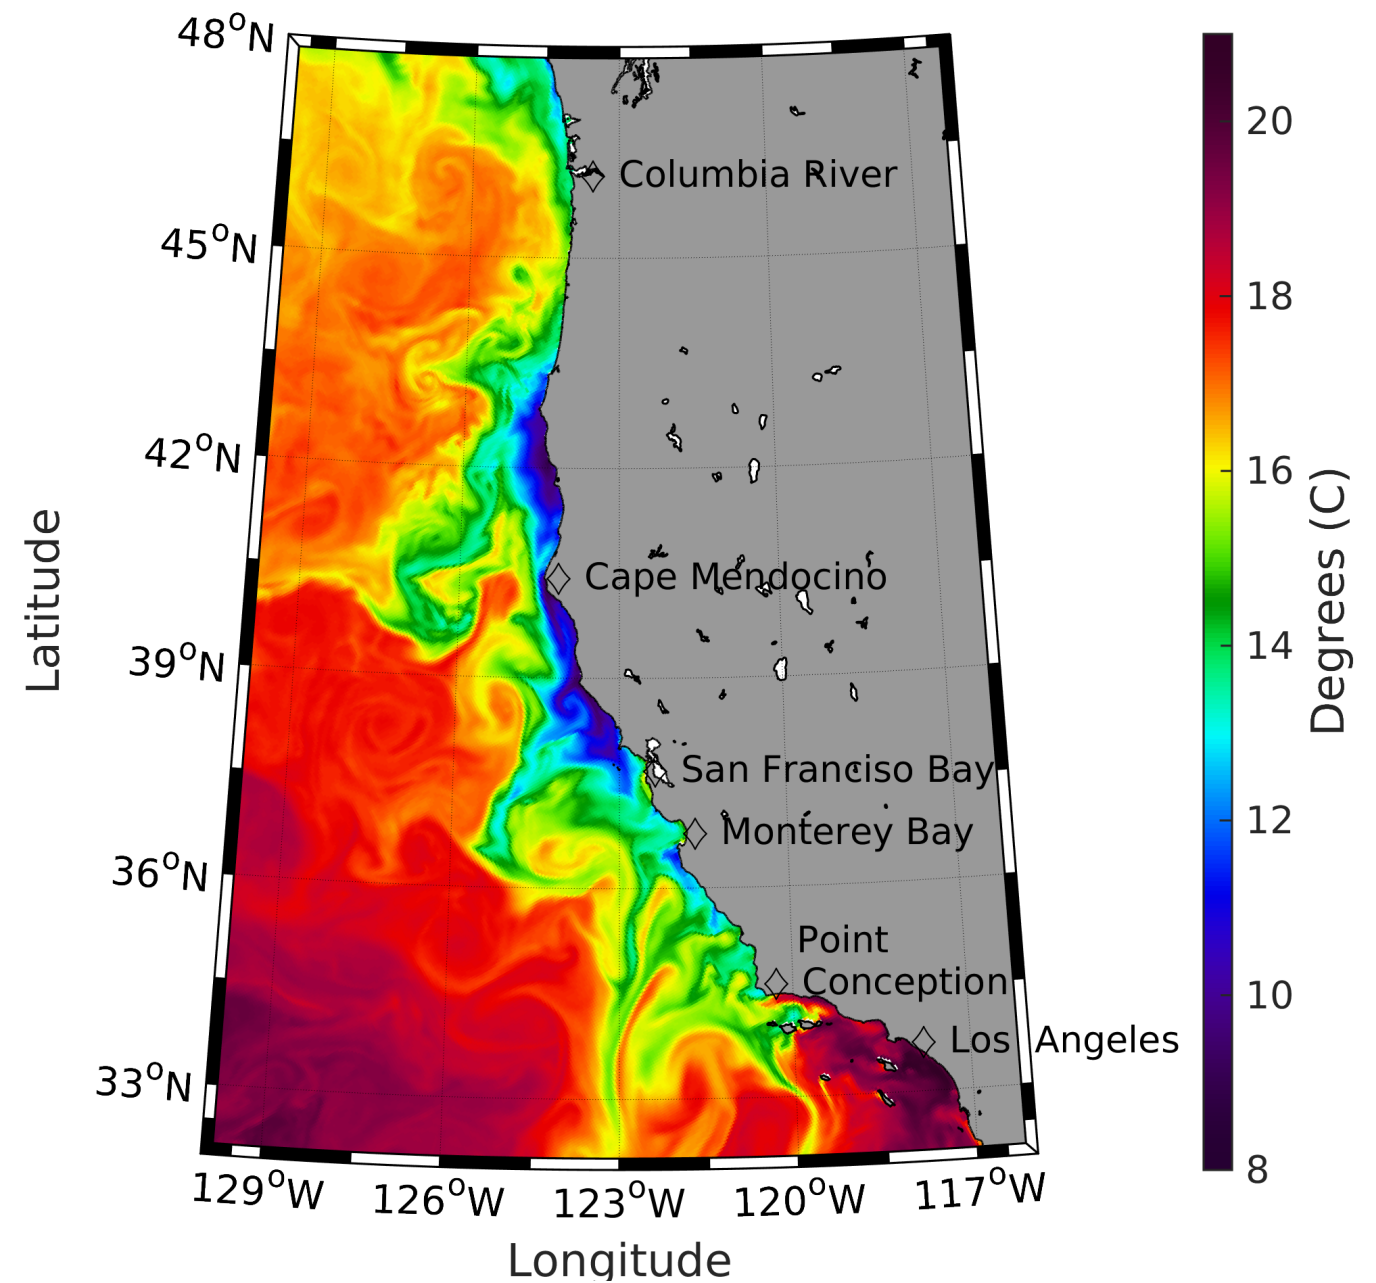 48°N
Columbia River
45°N
42°N
Cape Mendocino
39°N
San Franciso Bay
Monterey Bay
36°N
Point
Conception
Los Angeles
33°N
129°W 126°W 123°W 120°W 117°W
Longitude
Latitude
20
18
16
14
12
10
8
Degrees (C)